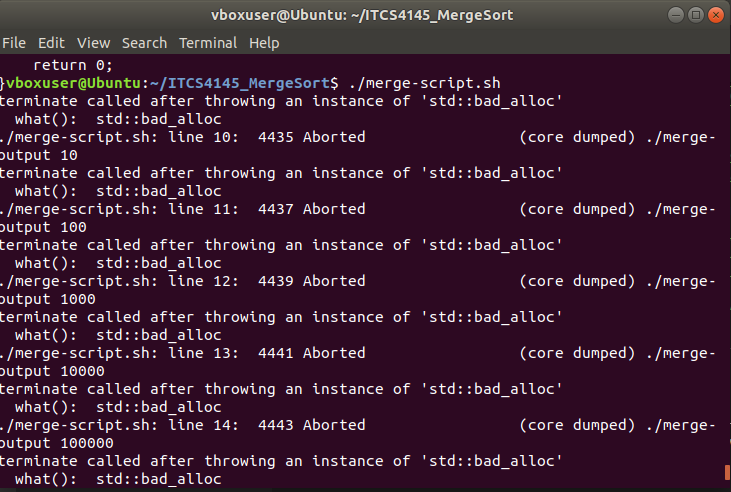 vboxuser@Ubuntu: ~/ITCS4145_MergeSort
File Edit View Search Terminal Help
    return 0;
}vboxuser@Ubuntu:~/ITCS4145_MergeSort$ ./merge-script.sh
terminate called after throwing an instance of 'std::bad_alloc'
  what():  std::bad_alloc
./merge-script.sh: line 10:  4435 Aborted                 (core dumped) ./merge-
output 10
terminate called after throwing an instance of 'std::bad_alloc'
  what():  std::bad_alloc
./merge-script.sh: line 11:  4437 Aborted                 (core dumped) ./merge-
output 100
terminate called after throwing an instance of 'std::bad_alloc'
  what():  std::bad_alloc
./merge-script.sh: line 12:  4439 Aborted                 (core dumped) ./merge-
output 1000
terminate called after throwing an instance of 'std::bad_alloc'
  what():  std::bad_alloc
./merge-script.sh: line 13:  4441 Aborted                 (core dumped) ./merge-
output 10000
terminate called after throwing an instance of 'std::bad_alloc'
  what():  std::bad_alloc
./merge-script.sh: line 14:  4443 Aborted                 (core dumped) ./merge-
output 100000
terminate called after throwing an instance of 'std::bad_alloc'
  what():  std::bad_alloc